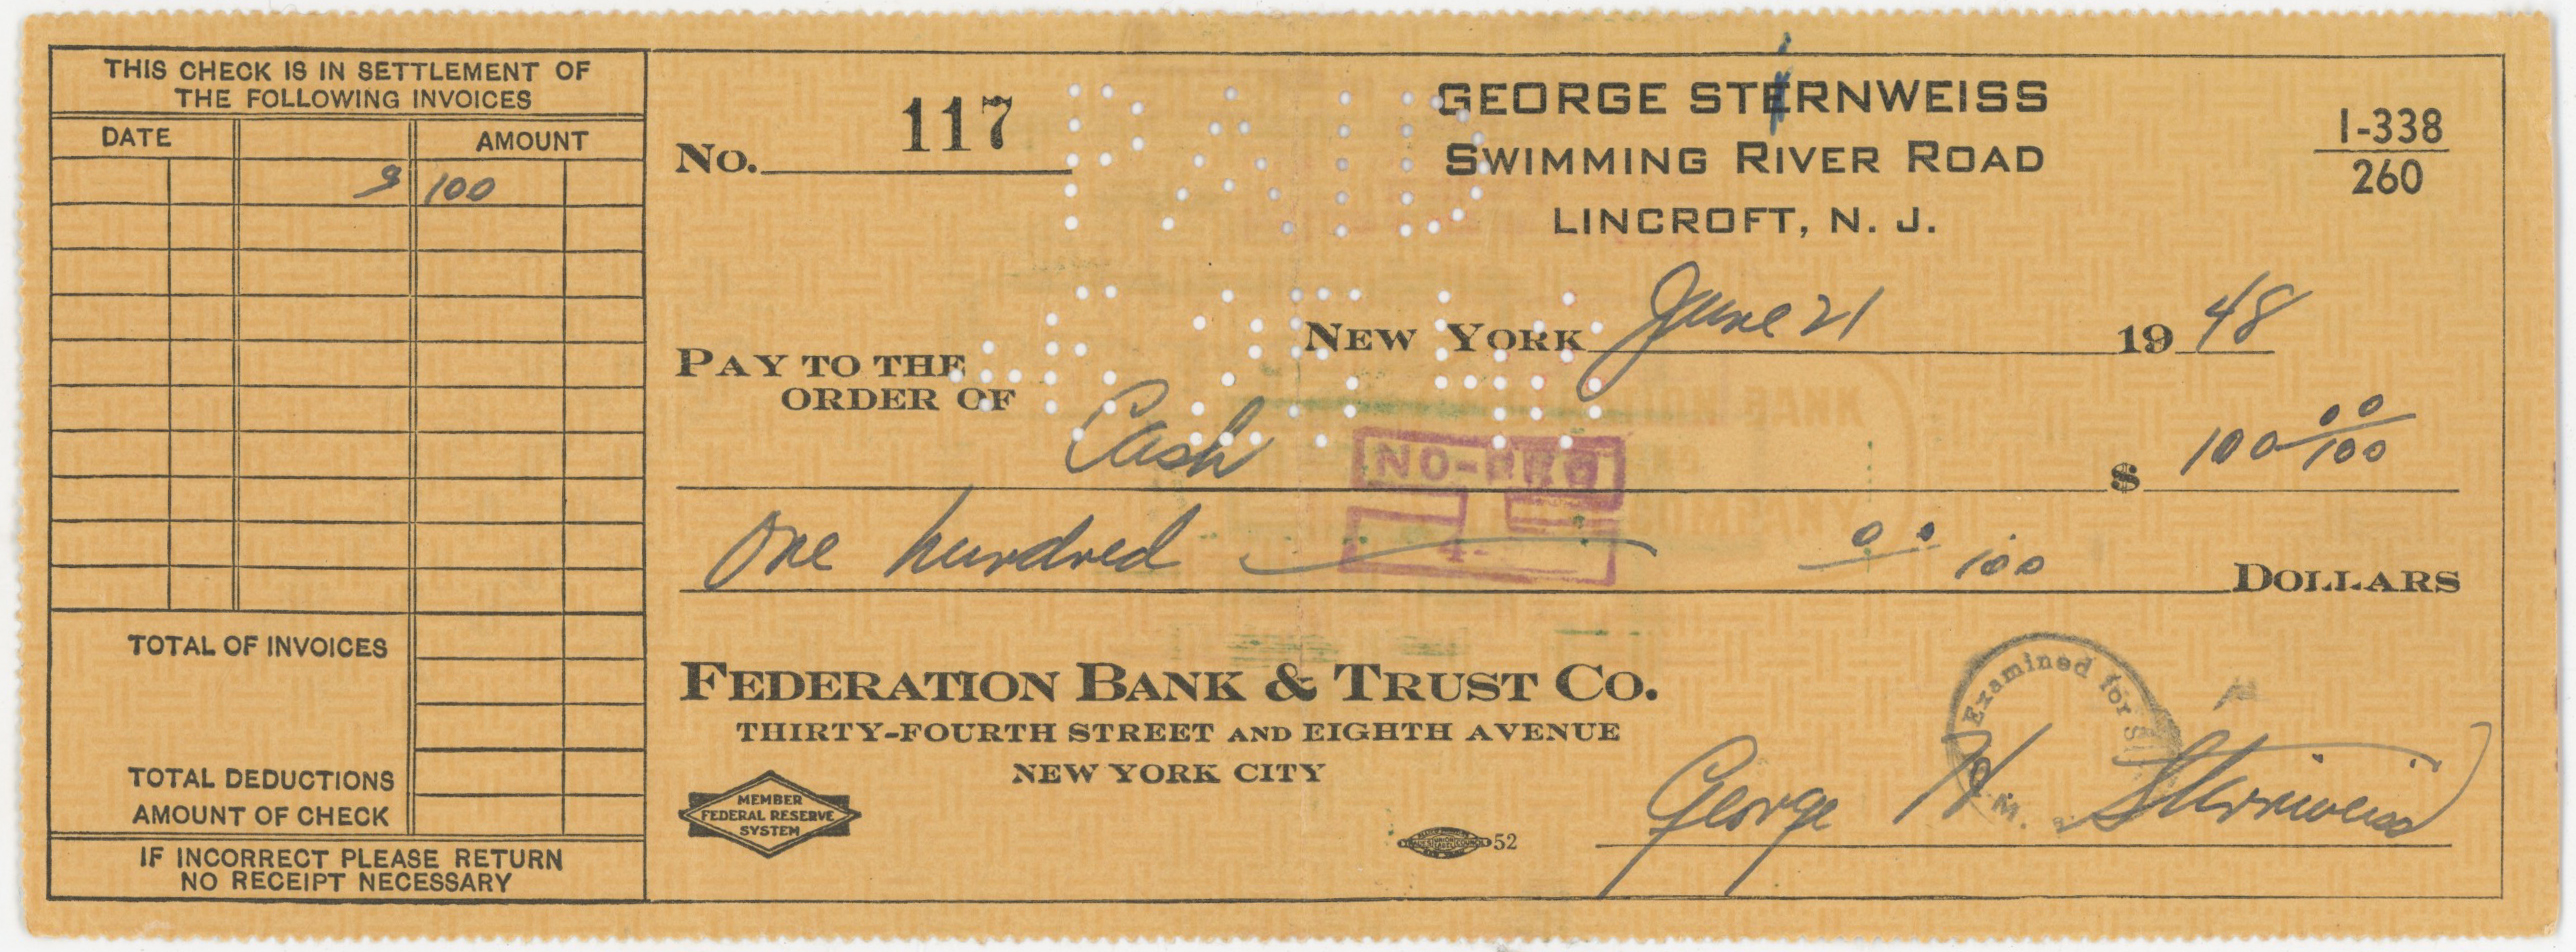 THIS CHECK IS IN SETTLEMENT OF
THE FOLLOWING INVOICES
DATE AMOUNT
$ 100
TOTAL OF INVOICES
TOTAL DEDUCTIONS
AMOUNT OF CHECK
IF INCORRECT PLEASE RETURN
NO RECEIPT NECESSARY
No. 117
GEORGE STERNWEISS
SWIMMING RIVER ROAD
LINCROFT, N. J.
1-338
260
PAID
NEW YORK June 21 19 48
PAY TO THE
ORDER OF Cash $ 100 00/100
NO-PRO
One hundred 00/100 DOLLARS
FEDERATION BANK & TRUST CO.
THIRTY-FOURTH STREET AND EIGHTH AVENUE
NEW YORK CITY
MEMBER
FEDERAL RESERVE
SYSTEM
52
Examined for
M.
George H Sternweiss